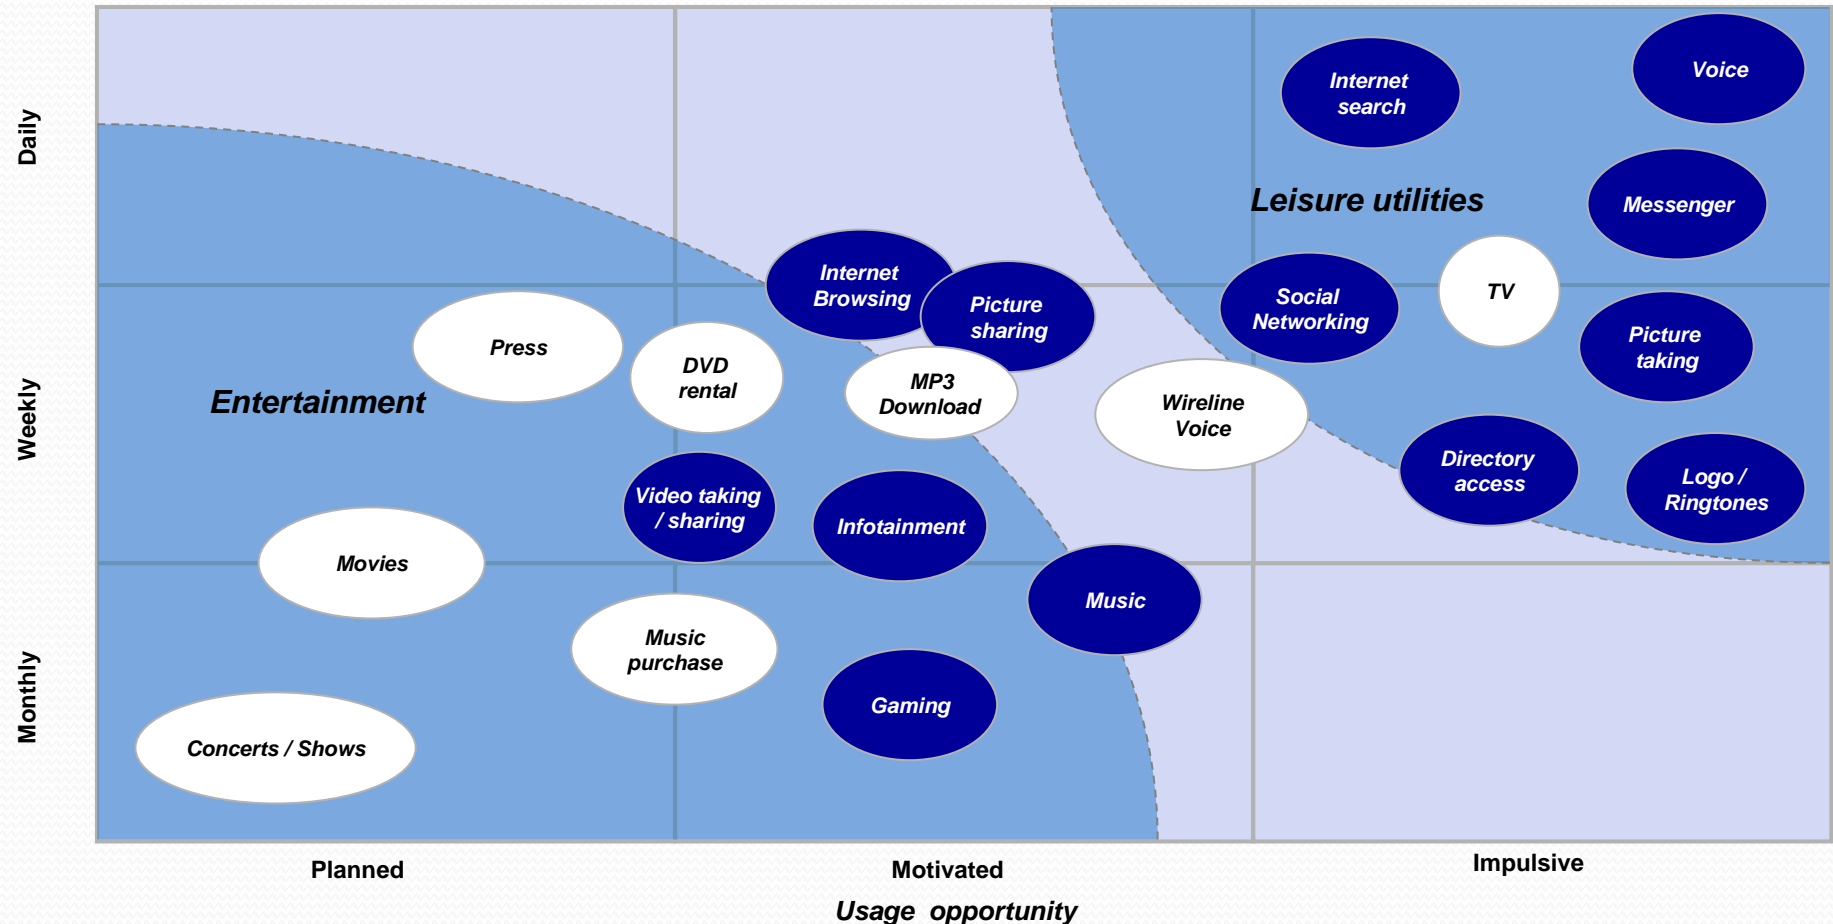 Daily
Weekly
Monthly
Internet
search
Voice
Leisure utilities
Messenger
Internet
Browsing
Picture
sharing
Social
Networking
TV
Picture
taking
Press
DVD
rental
MP3
Download
Wireline
Voice
Entertainment
Directory
access
Logo /
Ringtones
Video taking
/ sharing
Infotainment
Movies
Music
Music
purchase
Gaming
Concerts / Shows
Planned
Motivated
Impulsive
Usage opportunity